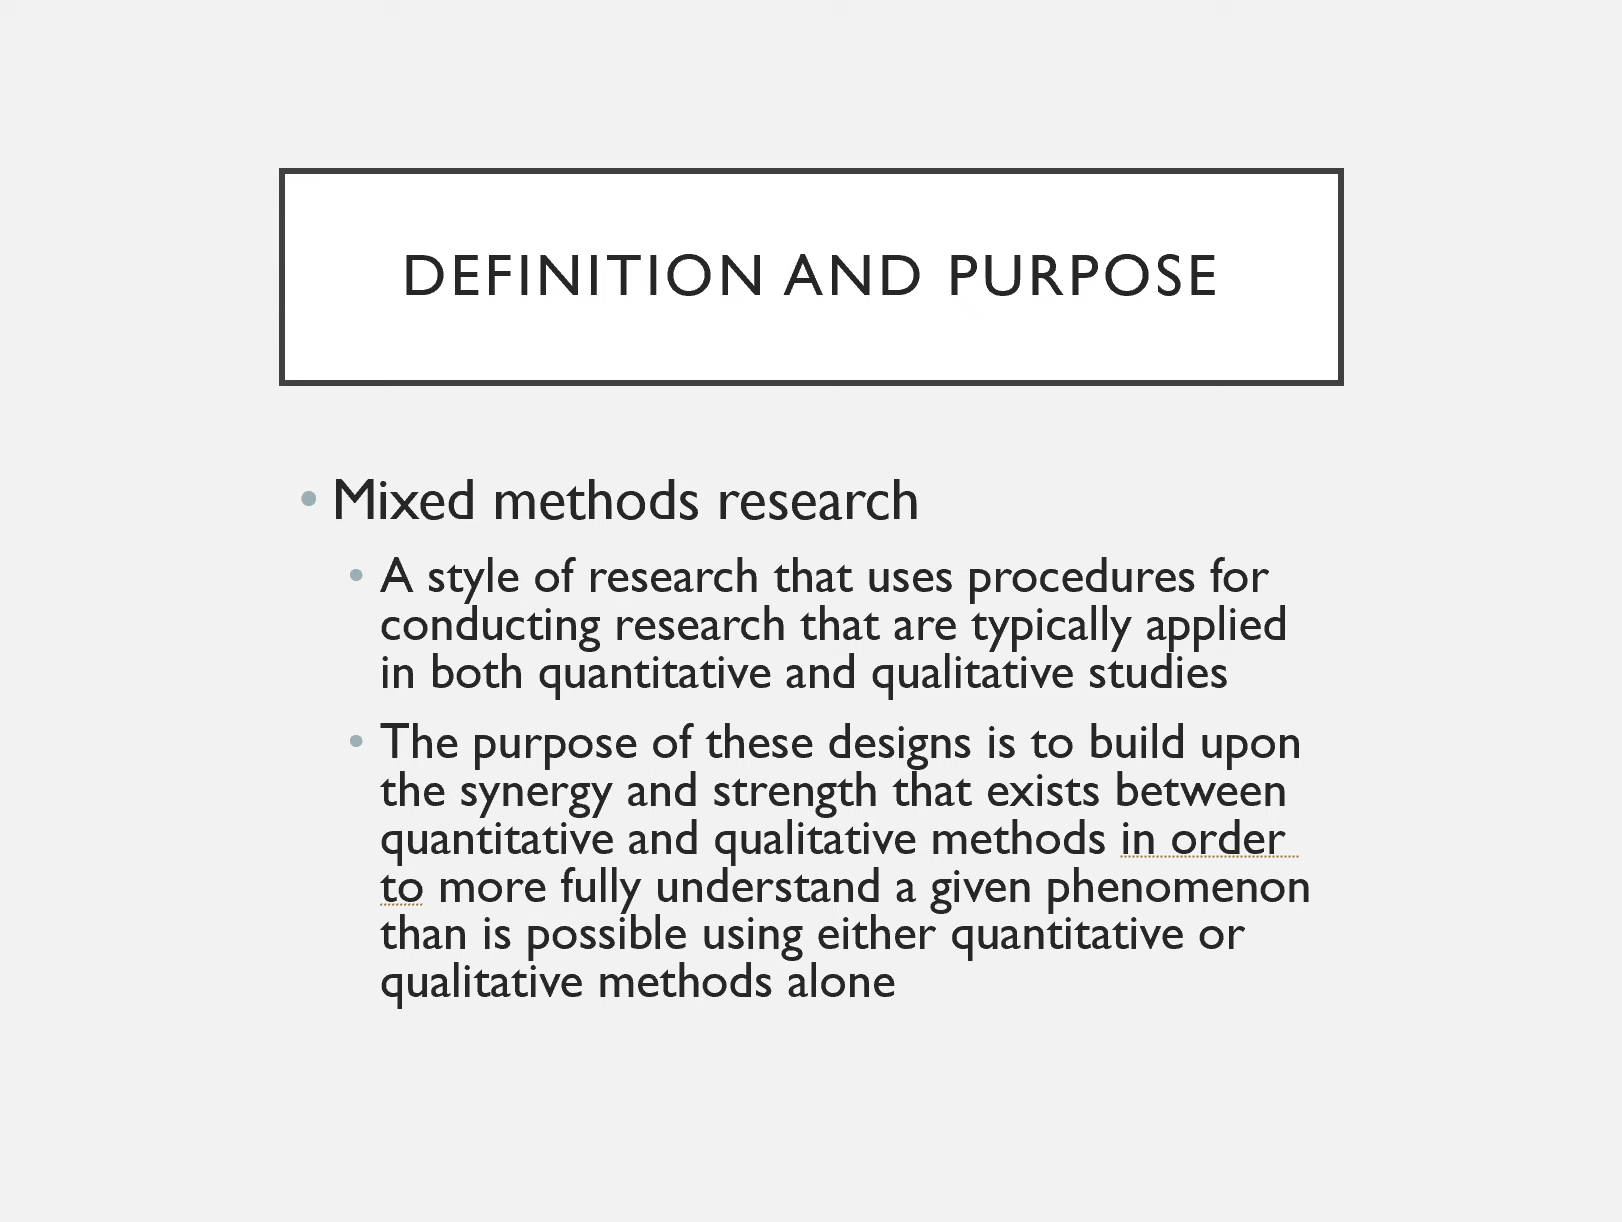 DEFINITION AND PURPOSE
• Mixed methods research
• A style of research that uses procedures for
conducting research that are typically applied
in both quantitative and qualitative studies
• The purpose of these designs is to build upon
the synergy and strength that exists between
quantitative and qualitative methods in order
to more fully understand a given phenomenon
than is possible using either quantitative or
qualitative methods alone